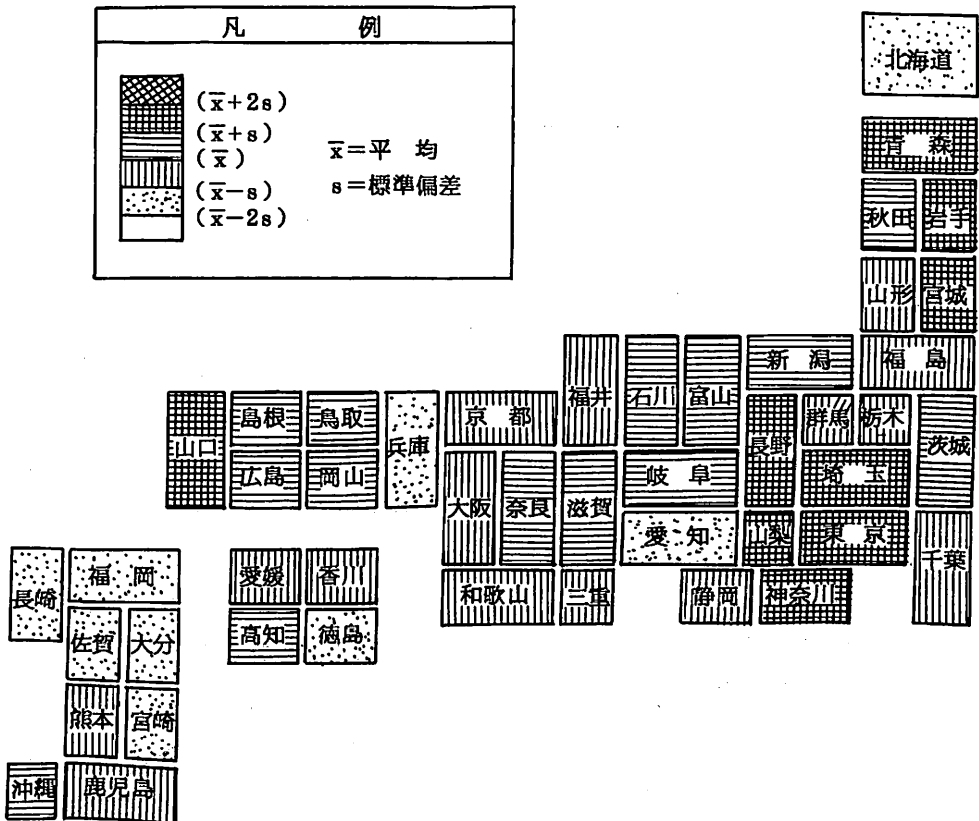 凡　例
(x̄+2s)
(x̄+s)
(x̄)
(x̄-s)
(x̄-2s)
x̄=平 均
s=標準偏差
北海道
青 森
秋田 岩手
山形 宮城
福井 石川 富山 新 潟 福 島
山口 島根 鳥取 兵庫 京 都 長野 群馬 栃木 茨城
広島 岡山 大阪 奈良 滋賀 岐 阜 埼 玉
愛 知 山梨 東 京 千葉
長崎 福 岡 愛媛 香川 和歌山 三重 静岡 神奈川
佐賀 大分 高知 徳島
熊本 宮崎
沖縄 鹿児島